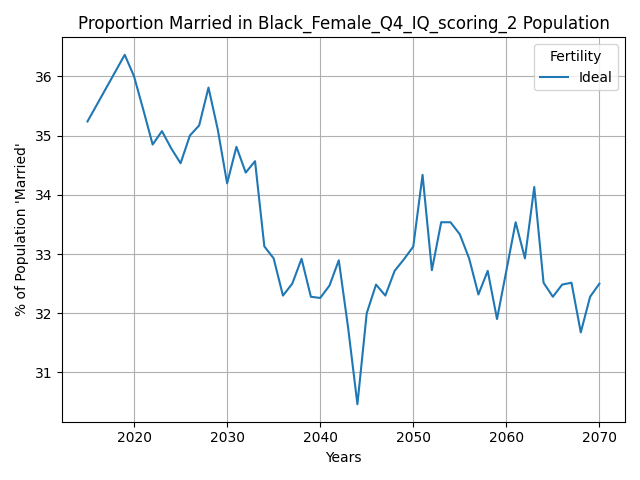 Proportion Married in Black_Female_Q4_IQ_scoring_2 Population
Fertility
Ideal
% of Population 'Married'
36
35
34
33
32
31
2020
2030
2040
2050
2060
2070
Years